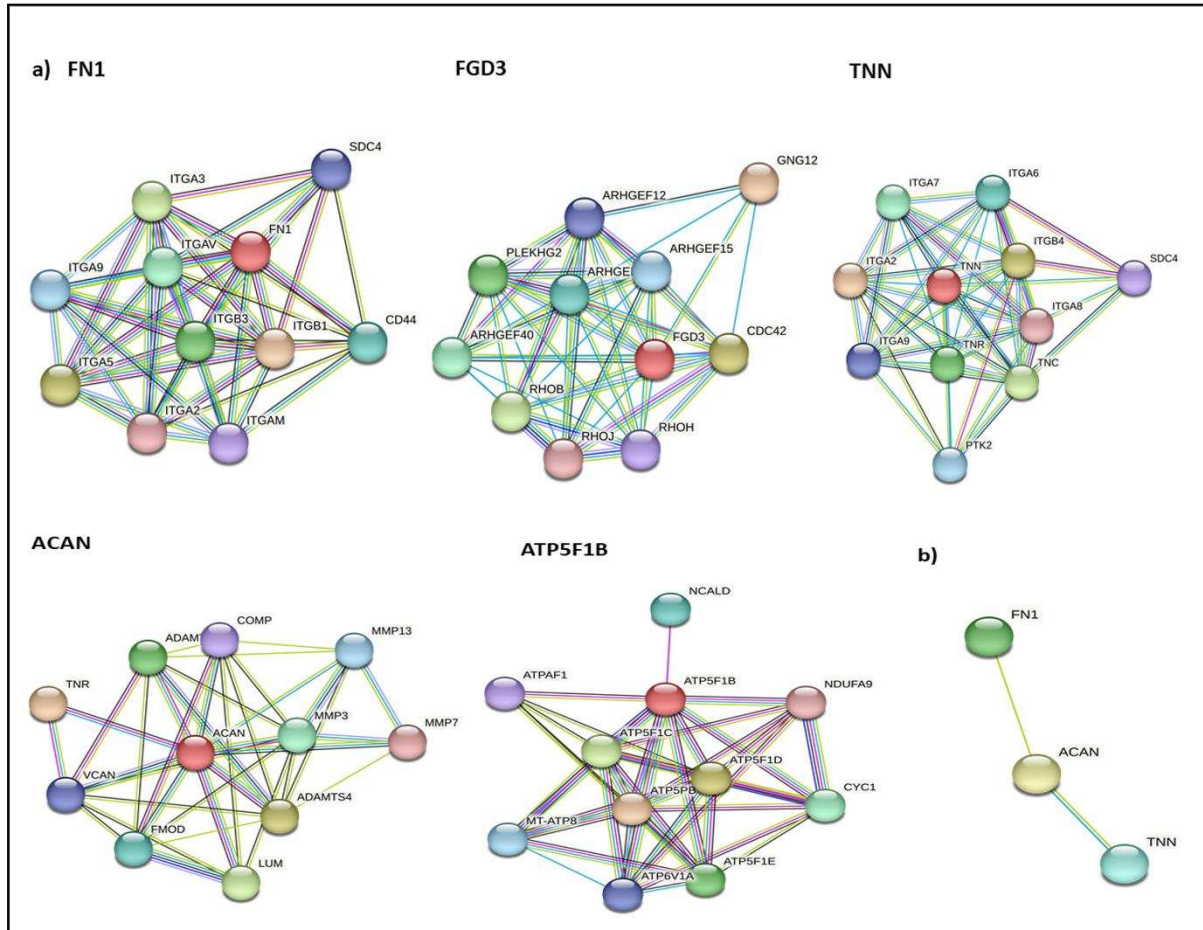 a) FN1
FGD3
TNN
SDC4
ITGA3
FN1
ITGAV
ITGA9
ITGB3
ITGB1
CD44
ITGA5
ITGA2
ITGAM
GNG12
ARHGEF12
ARHGEF15
PLEKHG2
ARHGE
ARHGEF40
FGD3
CDC42
RHOB
RHOJ
RHOH
ITGA7
ITGA6
ITGB4
SDC4
ITGA2
TNN
ITGA8
ITGA9
TNR
TNC
PTK2
ACAN
ATP5F1B
b)
COMP
ADAMT
MMP13
TNR
ACAN
MMP3
MMP7
VCAN
ADAMTS4
FMOD
LUM
NCALD
ATPAF1
ATP5F1B
NDUFA9
ATP5F1C
ATP5F1D
ATP5PB
CYC1
MT-ATP8
ATP5F1E
ATP6V1A
FN1
ACAN
TNN